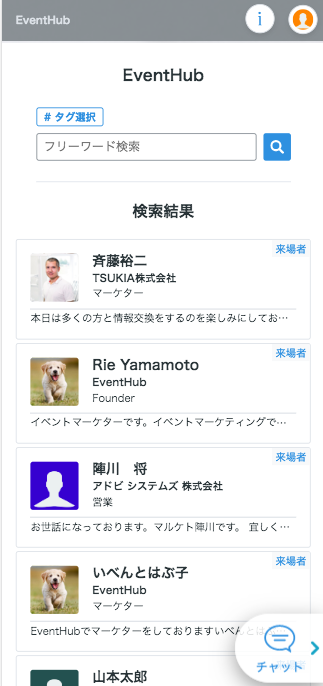 EventHub
i
EventHub
# タグ選択
フリーワード検索
検索結果
来場者
斉藤裕二
TSUKIA株式会社
マーケター
本日は多くの方と情報交換をするのを楽しみにしてお…
来場者
Rie Yamamoto
EventHub
Founder
イベントマーケターです。イベントマーケティングで…
来場者
陣川　将
アドビ システムズ 株式会社
営業
お世話になっております。マルケト陣川です。 宜しく…
来場者
いべんとはぶ子
EventHub
マーケター
EventHubでマーケターをしておりますいべんと
山本太郎
チャット